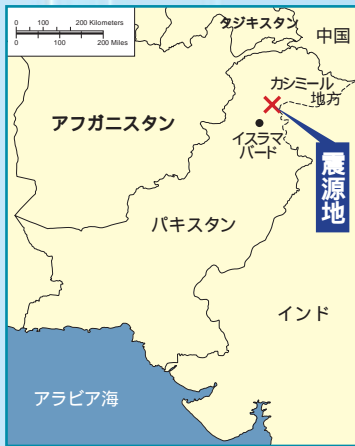 0 100 200 Kilometers
0 100 200 Miles
タジキスタン
中国
カシミール
地方
アフガニスタン
イスラマ
バード
震源地
パキスタン
インド
アラビア海